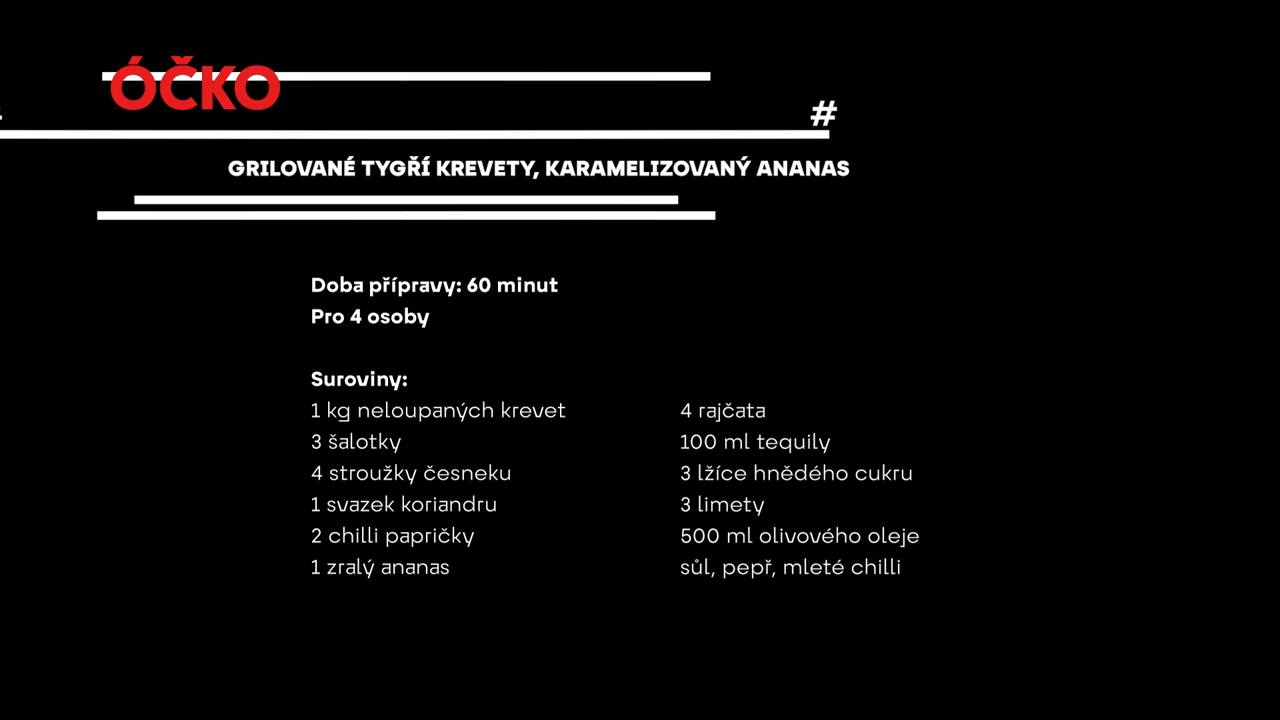 ÓČKO
#
GRILOVANÉ TYGŘÍ KREVETY, KARAMELIZOVANÝ ANANAS
Doba přípravy: 60 minut
Pro 4 osoby
Suroviny:
1 kg neloupaných krevet
3 šalotky
4 stroužky česneku
1 svazek koriandru
2 chilli papričky
1 zralý ananas
4 rajčata
100 ml tequily
3 lžíce hnědého cukru
3 limety
500 ml olivového oleje
sůl, pepř, mleté chilli